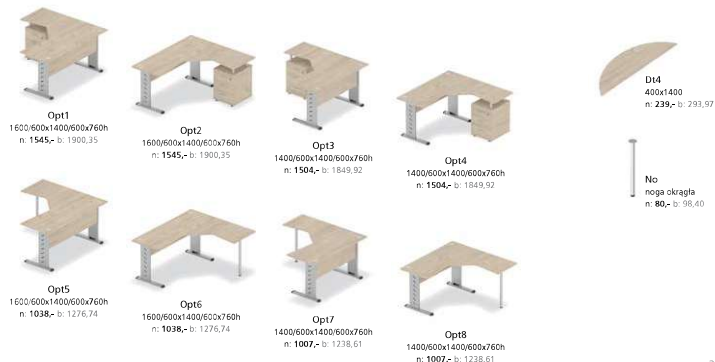 Opt1
1600/600x1400/600x760h
n: 1545,- b: 1900,35
Opt2
1600/600x1400/600x760h
n: 1545,- b: 1900,35
Opt3
1400/600x1400/600x760h
n: 1504,- b: 1849,92
Opt4
1400/600x1400/600x760h
n: 1504,- b: 1849,92
Dt4
400x1400
n: 239,- b: 293,97
No
noga okrągła
n: 80,- b: 98,40
Opt5
1600/600x1400/600x760h
n: 1038,- b: 1276,74
Opt6
1600/600x1400/600x760h
n: 1038,- b: 1276,74
Opt7
1400/600x1400/600x760h
n: 1007,- b: 1238,61
Opt8
1400/600x1400/600x760h
n: 1007,- b: 1238,61